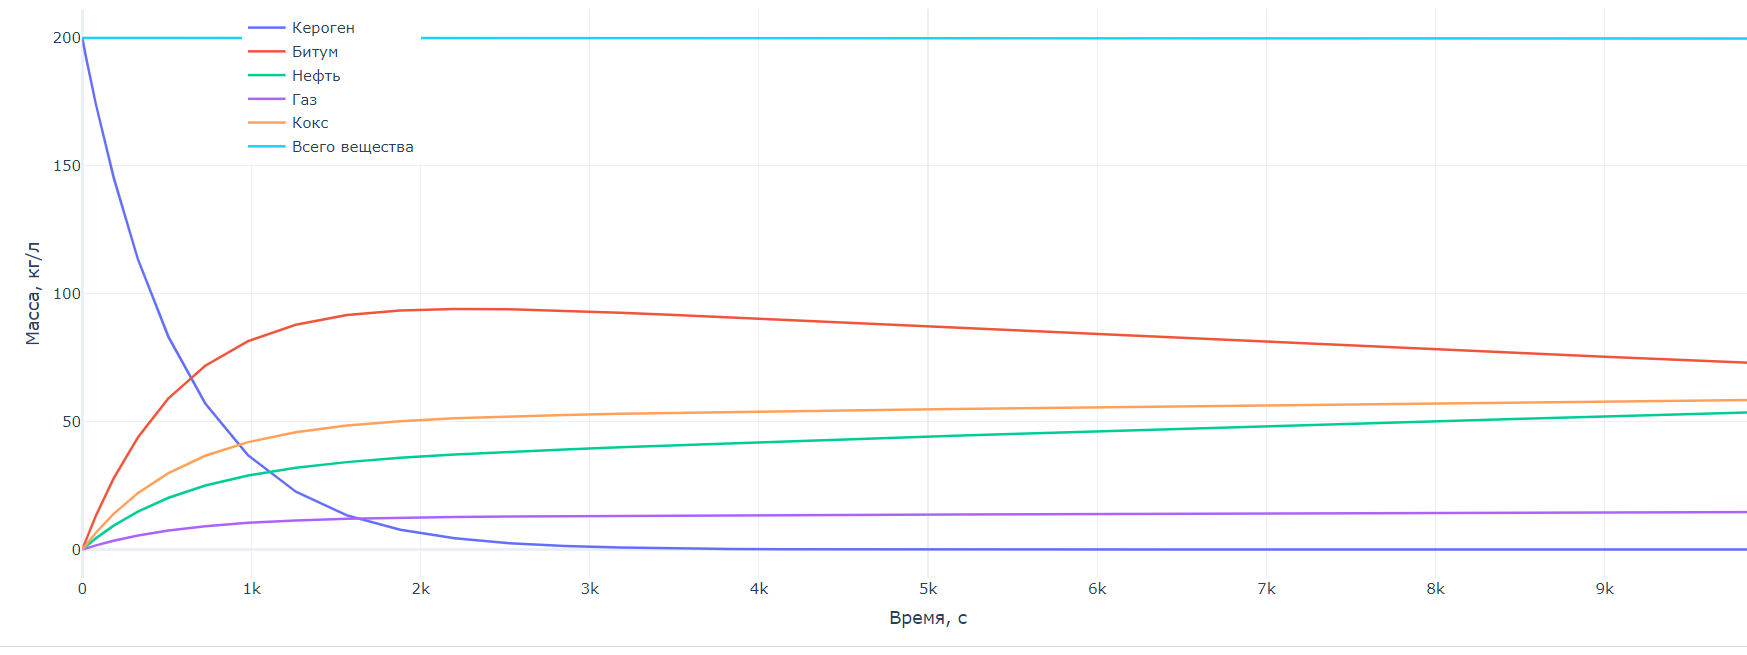 Кероген
Битум
Нефть
Газ
Кокс
Всего вещества
200
150
100
50
0
Масса, кг/л
0 1k 2k 3k 4k 5k 6k 7k 8k 9k
Время, с